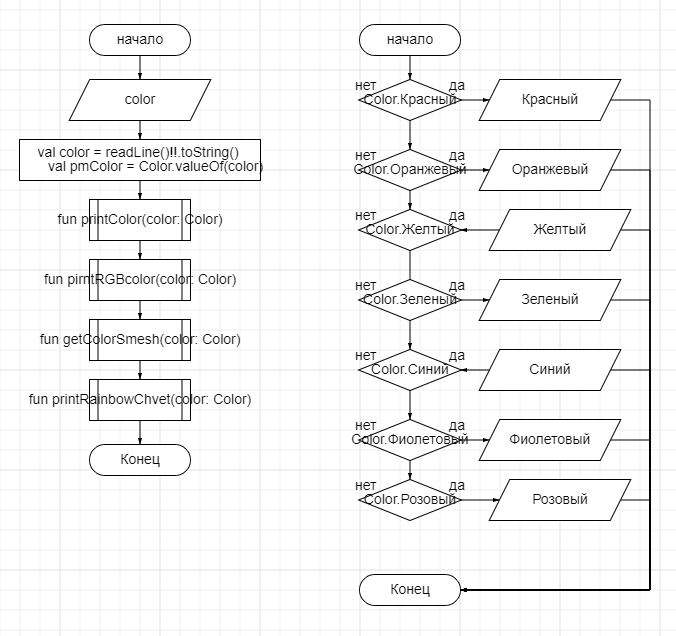 начало
color
val color = readLine()!!.toString()
val pmColor = Color.valueOf(color)
fun printColor(color: Color)
fun pirntRGBcolor(color: Color)
fun getColorSmesh(color: Color)
fun printRainbowChvet(color: Color)
Конец
начало
нет
да
Color.Красный
Красный
нет
да
Color.Оранжевый
Оранжевый
нет
да
Color.Желтый
Желтый
нет
да
Color.Зеленый
Зеленый
нет
да
Color.Синий
Синий
нет
да
Color.Фиолетовый
Фиолетовый
нет
да
Color.Розовый
Розовый
Конец